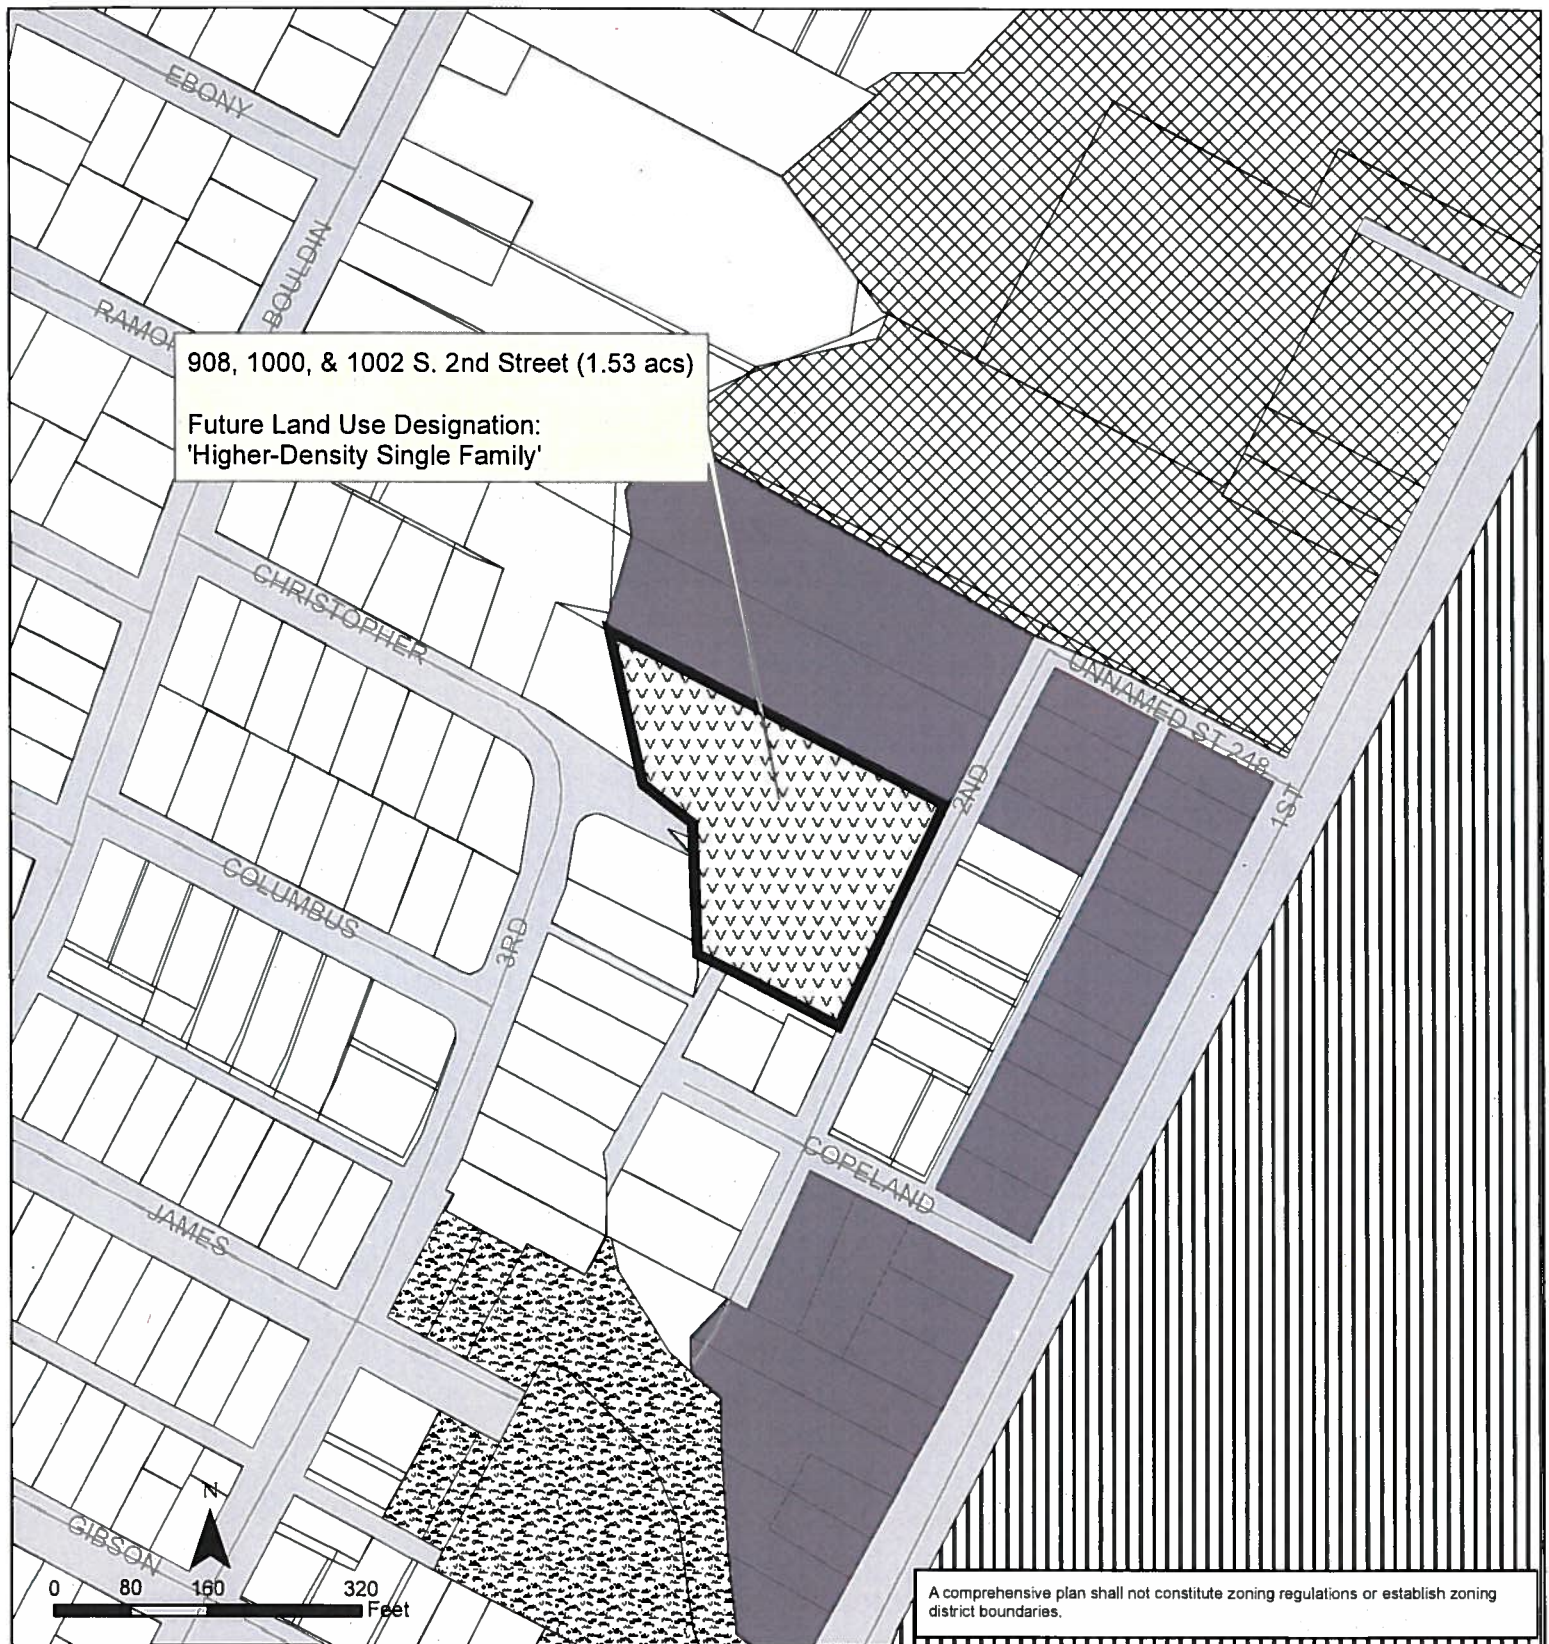 EBONY
BOULDIN
RAMO
908, 1000, & 1002 S. 2nd Street (1.53 acs)
Future Land Use Designation:
'Higher-Density Single Family'
CHRISTOPHER
UNNAMED ST 248
2ND
1ST
COLUMBUS
3RD
COPELAND
JAMES
GIBSON
N
0 80 160 320
Feet
A comprehensive plan shall not constitute zoning regulations or establish zoning
district boundaries.